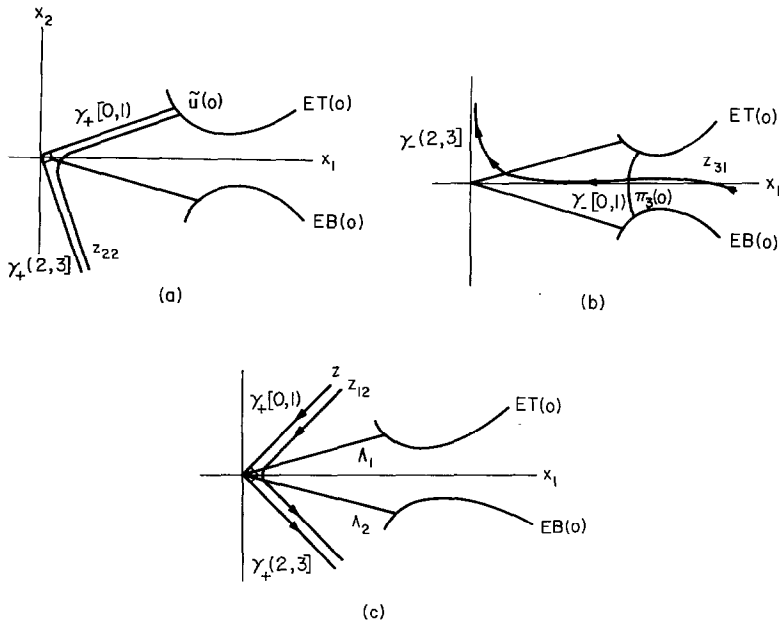 x₂
γ₊[0,1)
ũ(0)
ET(0)
x₁
EB(0)
γ₊(2,3]
z₂₂
(a)
γ₋(2,3]
ET(0)
z₃₁
x₁
γ₋[0,1)
π₃(0)
EB(0)
(b)
z
z₁₂
γ₊[0,1)
ET(0)
Λ₁
x₁
Λ₂
EB(0)
γ₊(2,3]
(c)